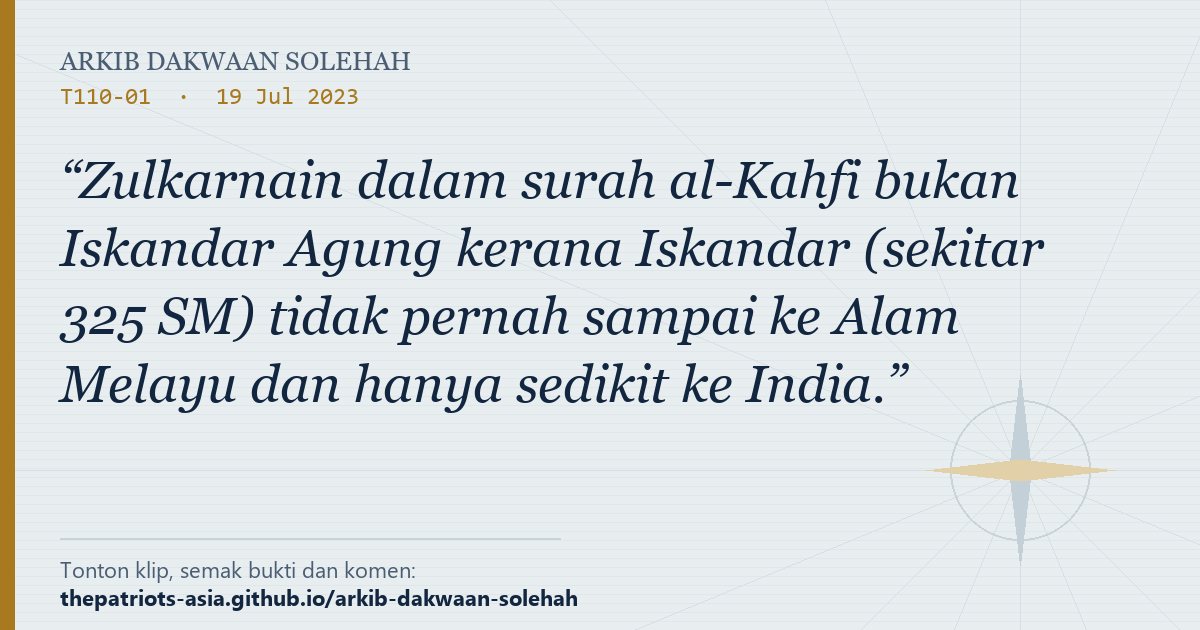 ARKIB DAKWAAN SOLEHAH
T110-01 · 19 Jul 2023
“Zulkarnain dalam surah al-Kahfi bukan
Iskandar Agung kerana Iskandar (sekitar
325 SM) tidak pernah sampai ke Alam
Melayu dan hanya sedikit ke India.”
Tonton klip, semak bukti dan komen:
thepatriots-asia.github.io/arkib-dakwaan-solehah